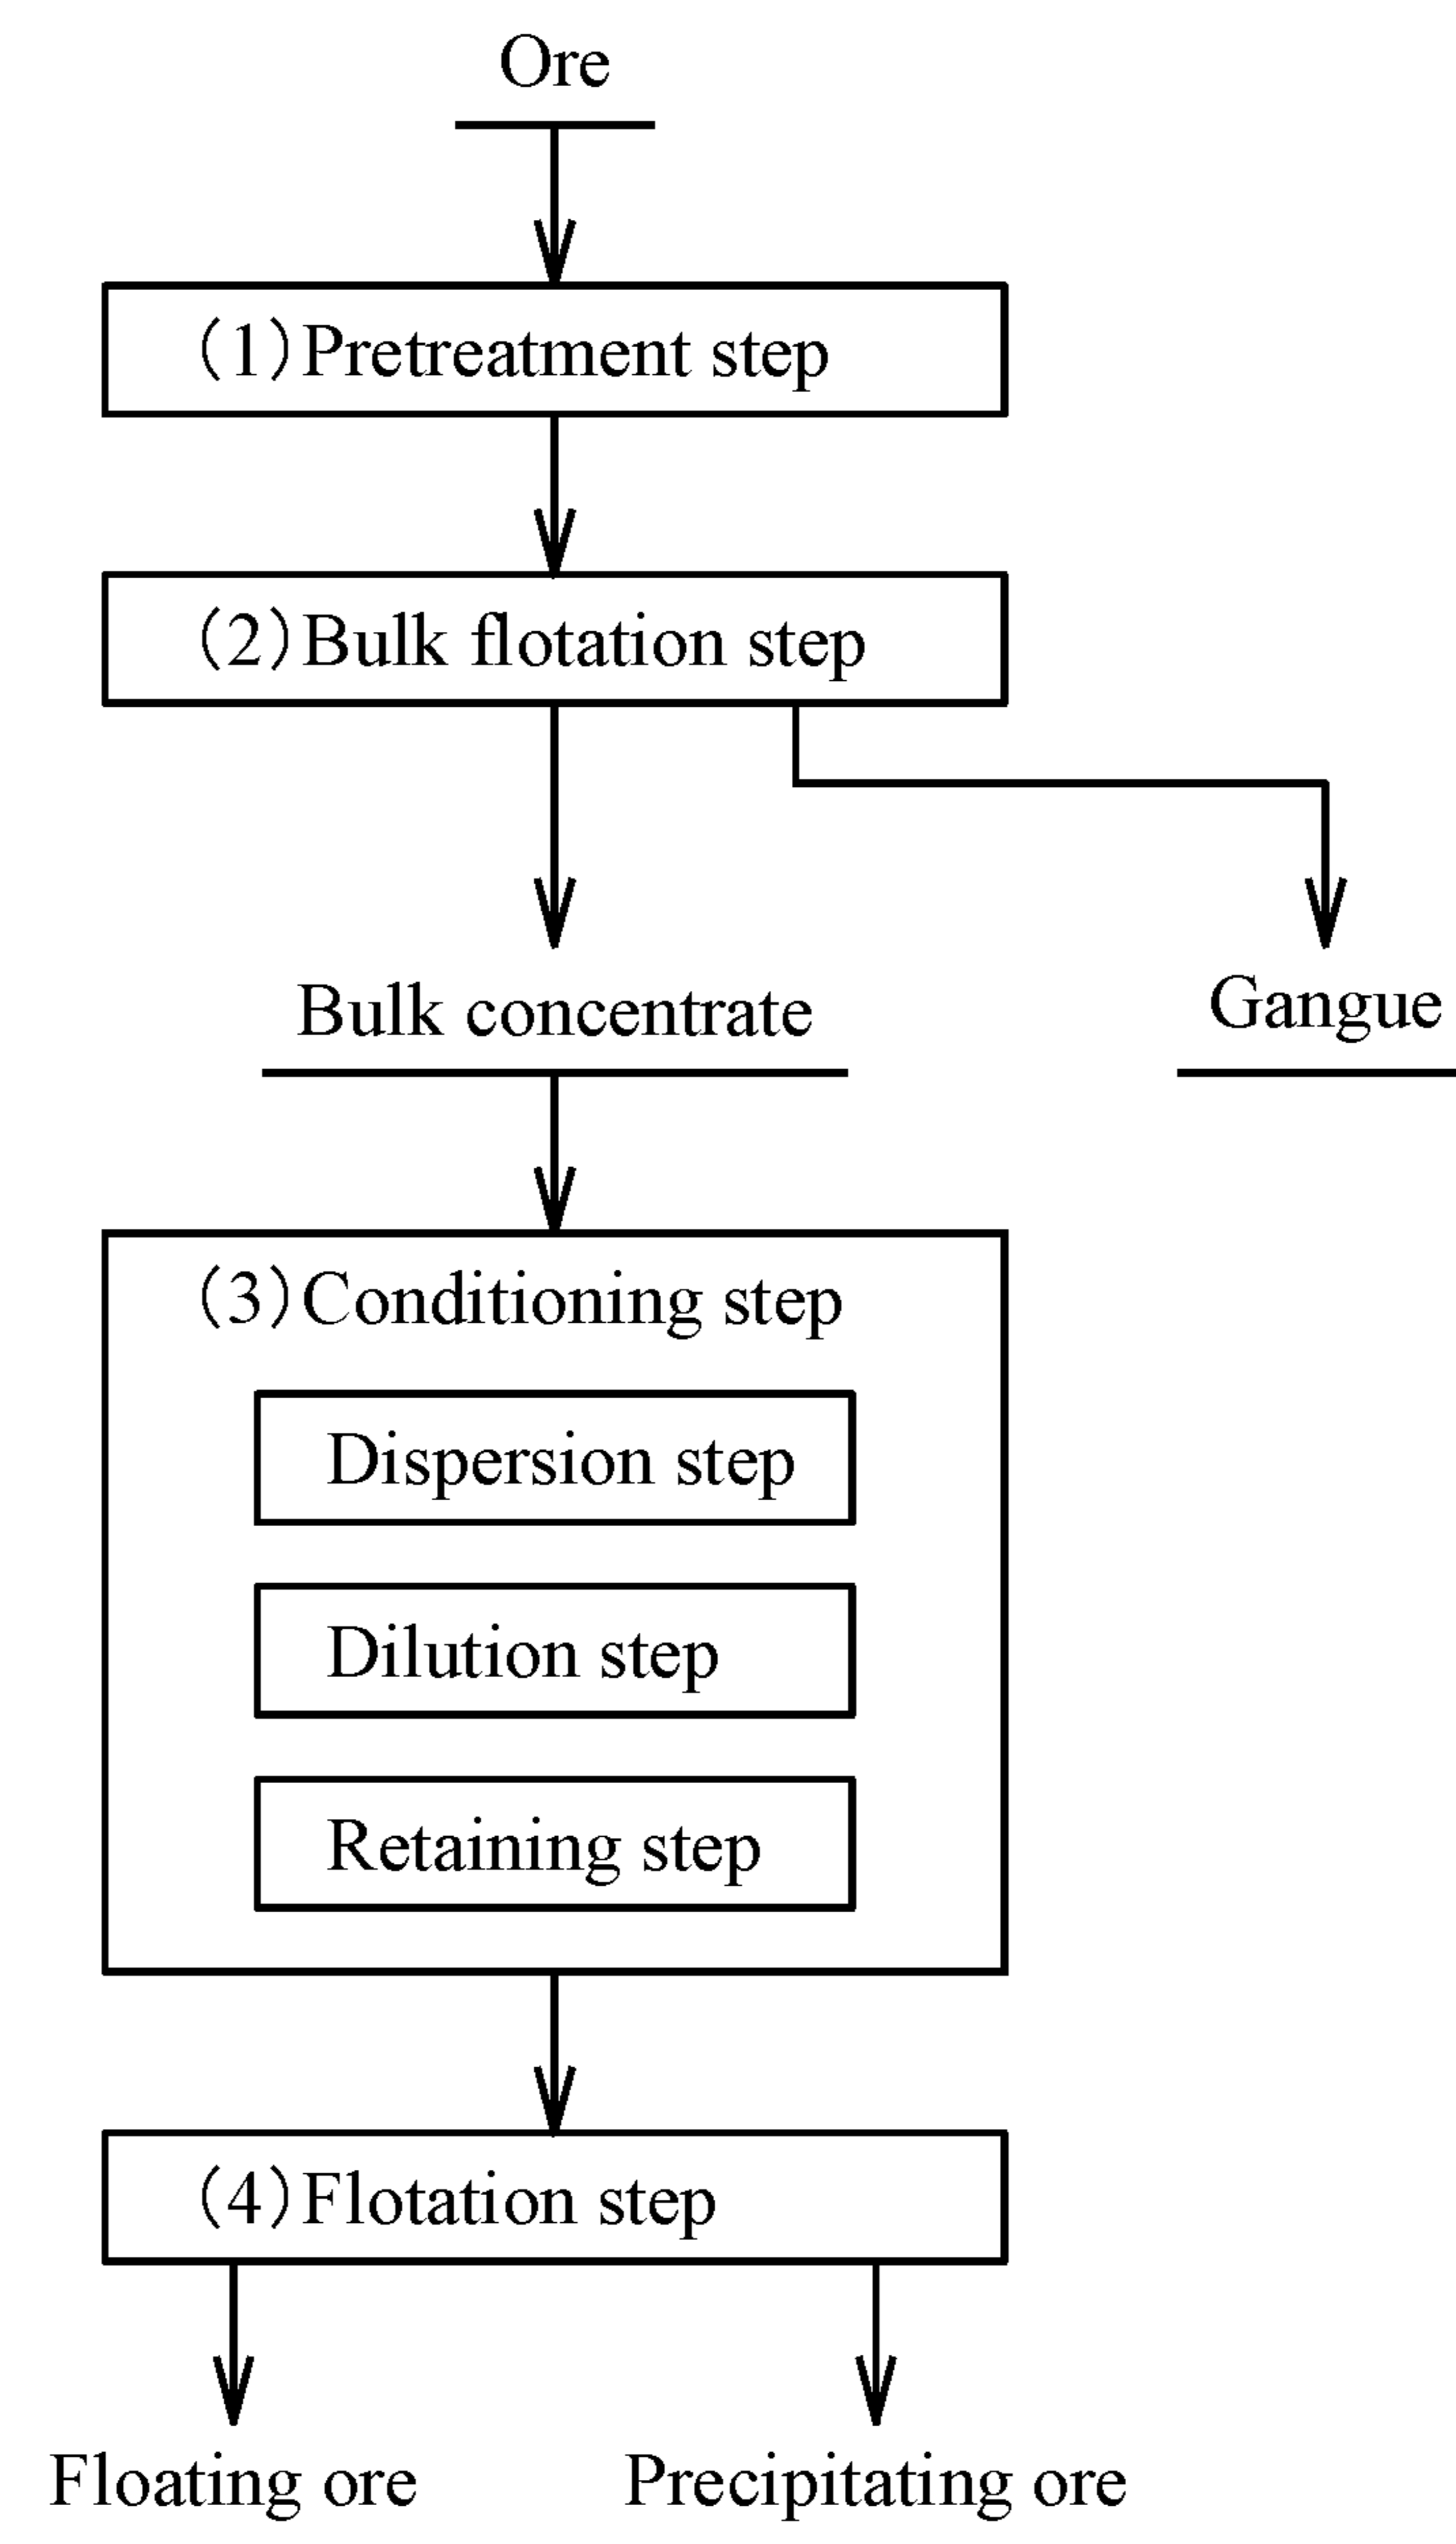 Ore
(1)Pretreatment step
(2)Bulk flotation step
Bulk concentrate
Gangue
(3)Conditioning step
Dispersion step
Dilution step
Retaining step
(4)Flotation step
Floating ore
Precipitating ore